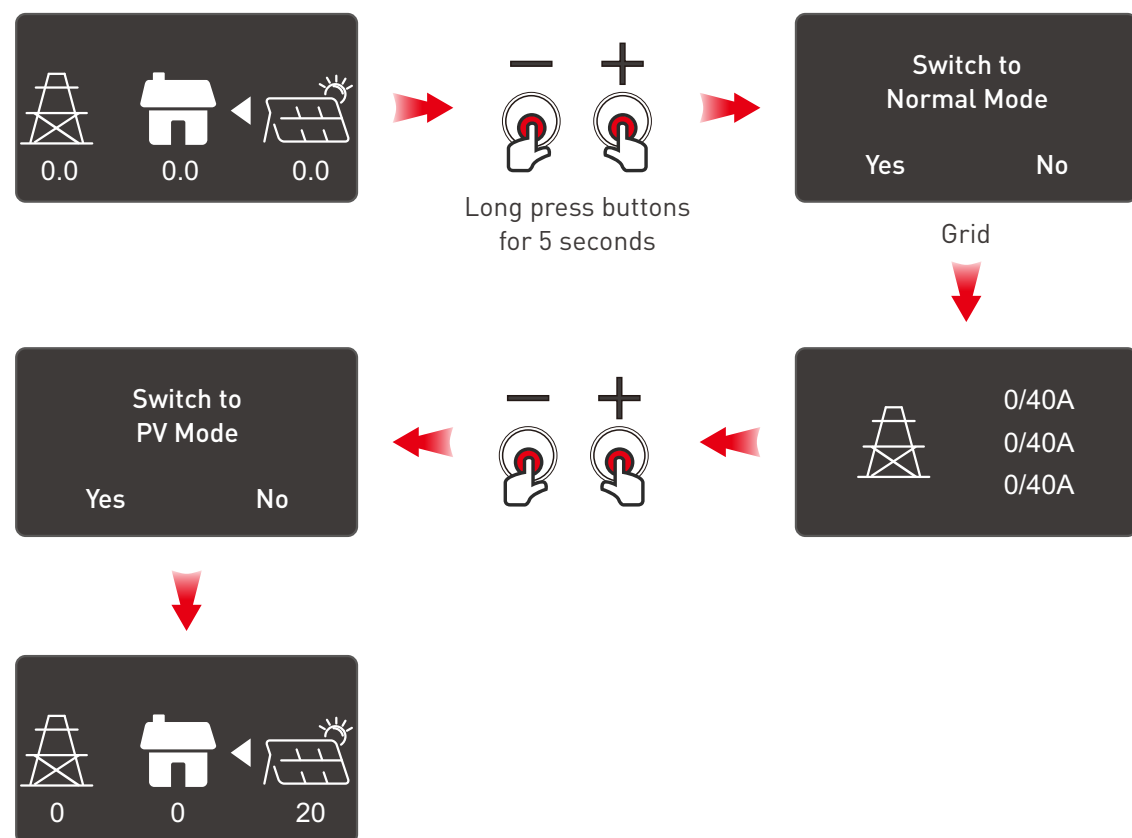 0.0 0.0 0.0
Long press buttons
for 5 seconds
Switch to
Normal Mode
Yes No
Grid
0/40A
0/40A
0/40A
Switch to
PV Mode
Yes No
0 0 20